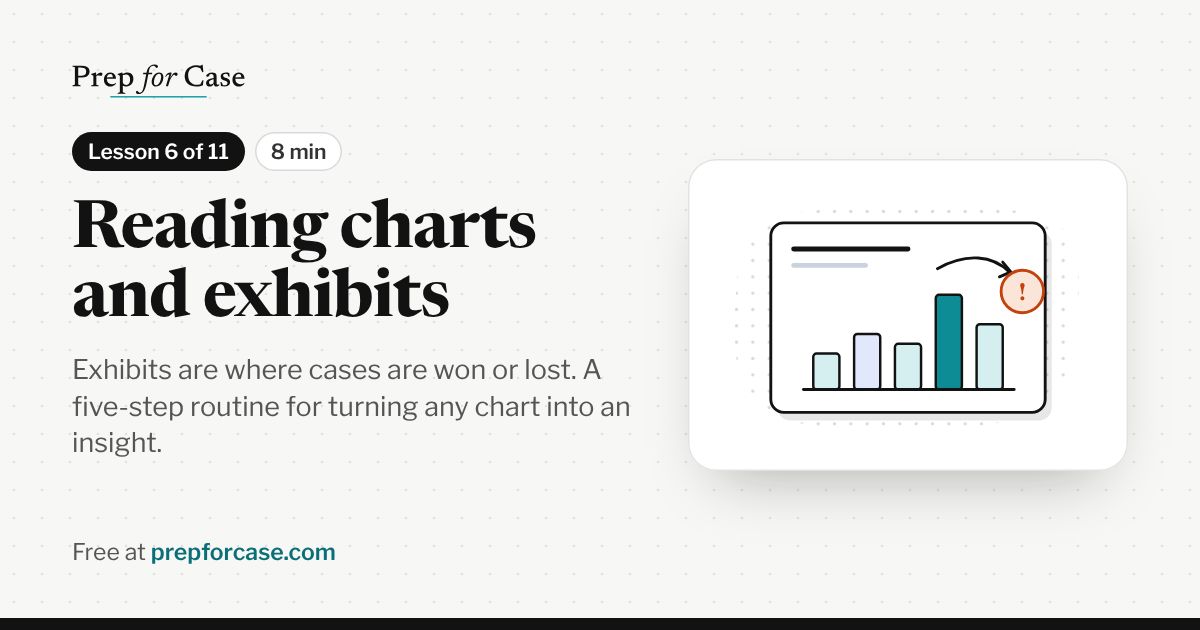 Prep for Case
Lesson 6 of 11
8 min
Reading charts
and exhibits
Exhibits are where cases are won or lost. A
five-step routine for turning any chart into an
insight.
!
Free at prepforcase.com